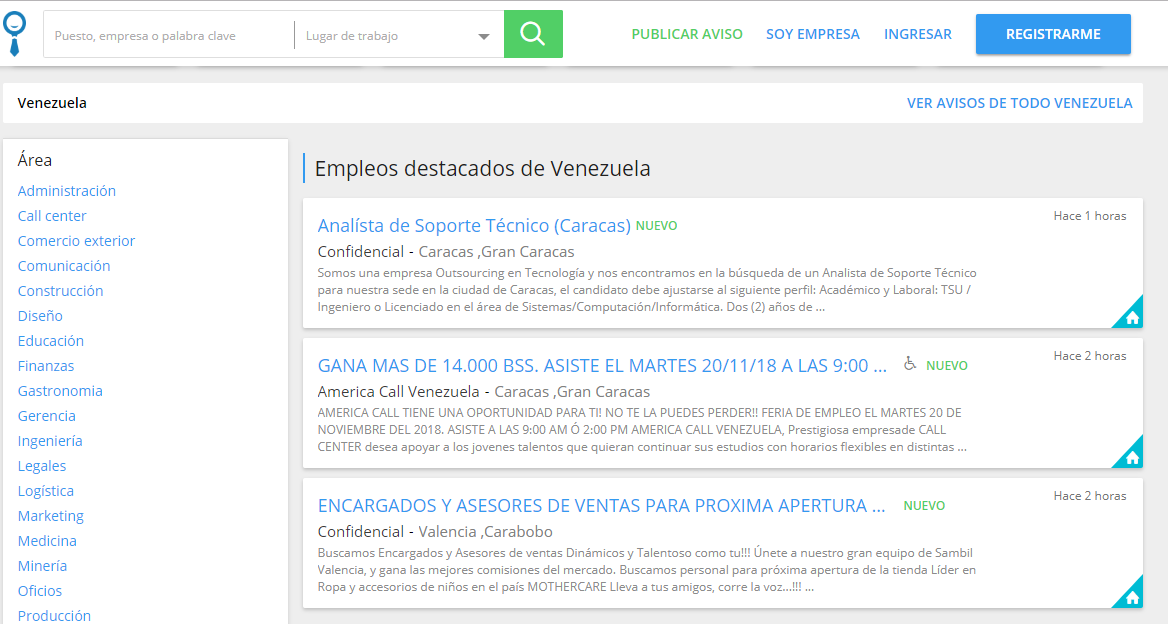 Puesto, empresa o palabra clave
Lugar de trabajo
PUBLICAR AVISO
SOY EMPRESA
INGRESAR
REGISTRARME
Venezuela
VER AVISOS DE TODO VENEZUELA
Área
Administración
Call center
Comercio exterior
Comunicación
Construcción
Diseño
Educación
Finanzas
Gastronomia
Gerencia
Ingeniería
Legales
Logística
Marketing
Medicina
Minería
Oficios
Producción
Empleos destacados de Venezuela
Analísta de Soporte Técnico (Caracas) NUEVO
Hace 1 horas
Confidencial - Caracas ,Gran Caracas
Somos una empresa Outsourcing en Tecnología y nos encontramos en la búsqueda de un Analista de Soporte Técnico
para nuestra sede en la ciudad de Caracas, el candidato debe ajustarse al siguiente perfil: Académico y Laboral: TSU /
Ingeniero o Licenciado en el área de Sistemas/Computación/Informática. Dos (2) años de ...
GANA MAS DE 14.000 BSS. ASISTE EL MARTES 20/11/18 A LAS 9:00 ... NUEVO
Hace 2 horas
America Call Venezuela - Caracas ,Gran Caracas
AMERICA CALL TIENE UNA OPORTUNIDAD PARA TI! NO TE LA PUEDES PERDER!! FERIA DE EMPLEO EL MARTES 20 DE
NOVIEMBRE DEL 2018. ASISTE A LAS 9:00 AM Ó 2:00 PM AMERICA CALL VENEZUELA, Prestigiosa empresade CALL
CENTER desea apoyar a los jovenes talentos que quieran continuar sus estudios con horarios flexibles en distintas ...
ENCARGADOS Y ASESORES DE VENTAS PARA PROXIMA APERTURA ... NUEVO
Hace 2 horas
Confidencial - Valencia ,Carabobo
Buscamos Encargados y Asesores de ventas Dinámicos y Talentoso como tu!!! Únete a nuestro gran equipo de Sambil
Valencia, y gana las mejores comisiones del mercado. Buscamos personal para próxima apertura de la tienda Líder en
Ropa y accesorios de niños en el país MOTHERCARE Lleva a tus amigos, corre la voz...!!! ...